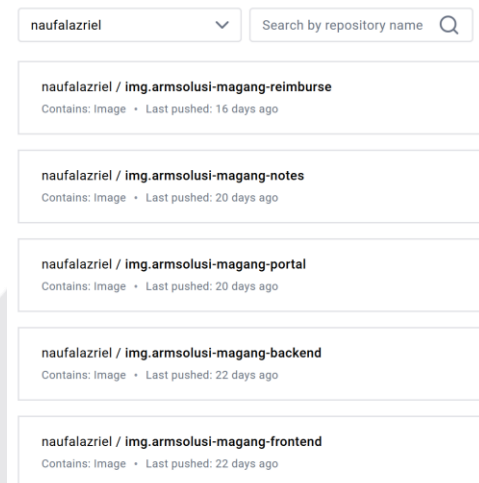 naufalazriel
Search by repository name
naufalazriel / img.armsolusi-magang-reimburse
Contains: Image • Last pushed: 16 days ago
naufalazriel / img.armsolusi-magang-notes
Contains: Image • Last pushed: 20 days ago
naufalazriel / img.armsolusi-magang-portal
Contains: Image • Last pushed: 20 days ago
naufalazriel / img.armsolusi-magang-backend
Contains: Image • Last pushed: 22 days ago
naufalazriel / img.armsolusi-magang-frontend
Contains: Image • Last pushed: 22 days ago